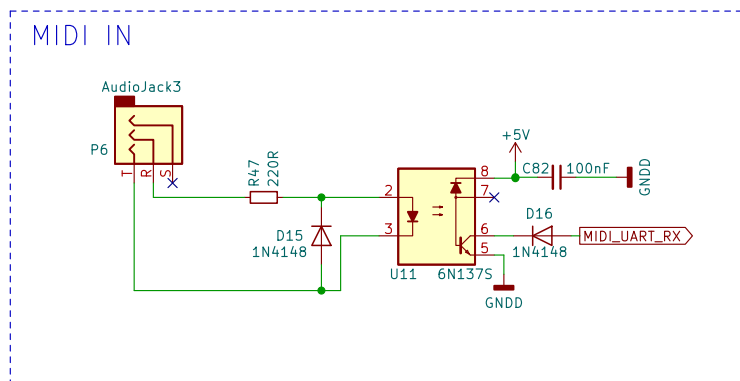 MIDI IN
AudioJack3
P6
T
R
S
R47
220R
D15
1N4148
2
3
U11
6N137S
8
7
6
5
+5V
C82
100nF
GNDD
D16
1N4148
MIDI_UART_RX
GNDD